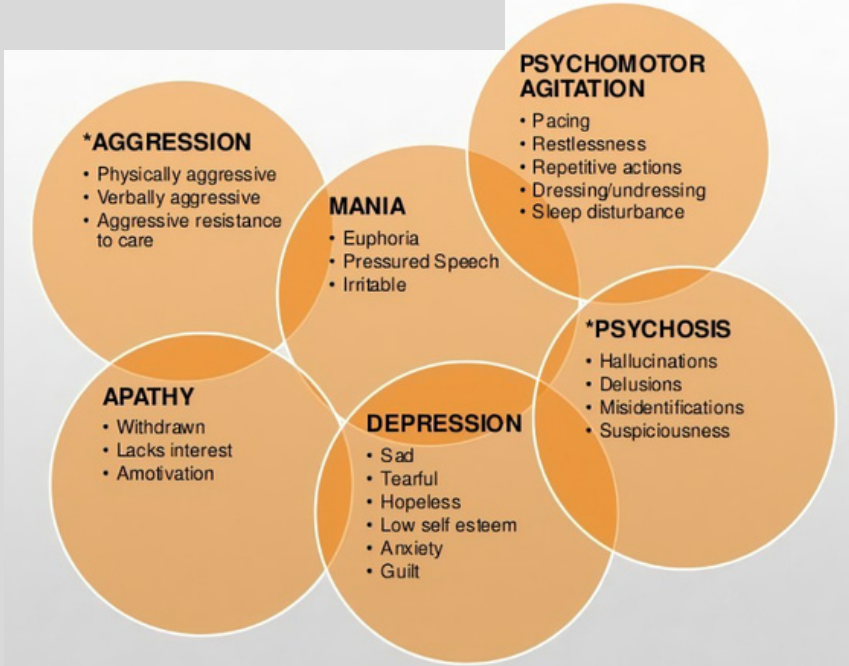 *AGGRESSION
• Physically aggressive
• Verbally aggressive
• Aggressive resistance
to care
MANIA
• Euphoria
• Pressured Speech
• Irritable
PSYCHOMOTOR
AGITATION
• Pacing
• Restlessness
• Repetitive actions
• Dressing/undressing
• Sleep disturbance
*PSYCHOSIS
• Hallucinations
• Delusions
• Misidentifications
• Suspiciousness
APATHY
• Withdrawn
• Lacks interest
• Amotivation
DEPRESSION
• Sad
• Tearful
• Hopeless
• Low self esteem
• Anxiety
• Guilt